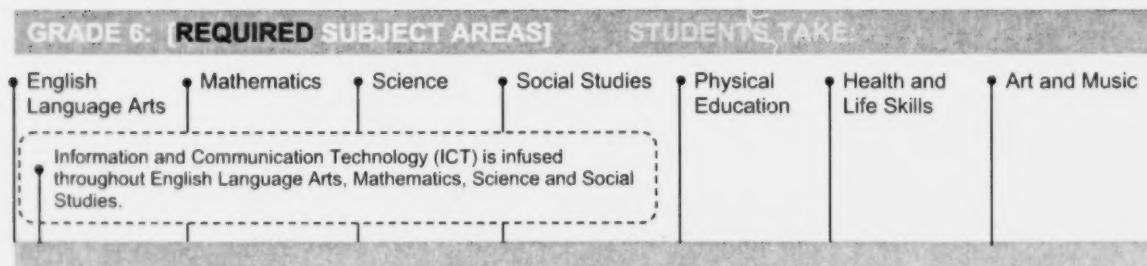 GRADE 6: [REQUIRED SUBJECT AREAS] STUDENTS TAKE:
English
Language Arts
Mathematics
Science
Social Studies
Physical
Education
Health and
Life Skills
Art and Music
Information and Communication Technology (ICT) is infused
throughout English Language Arts, Mathematics, Science and Social
Studies.